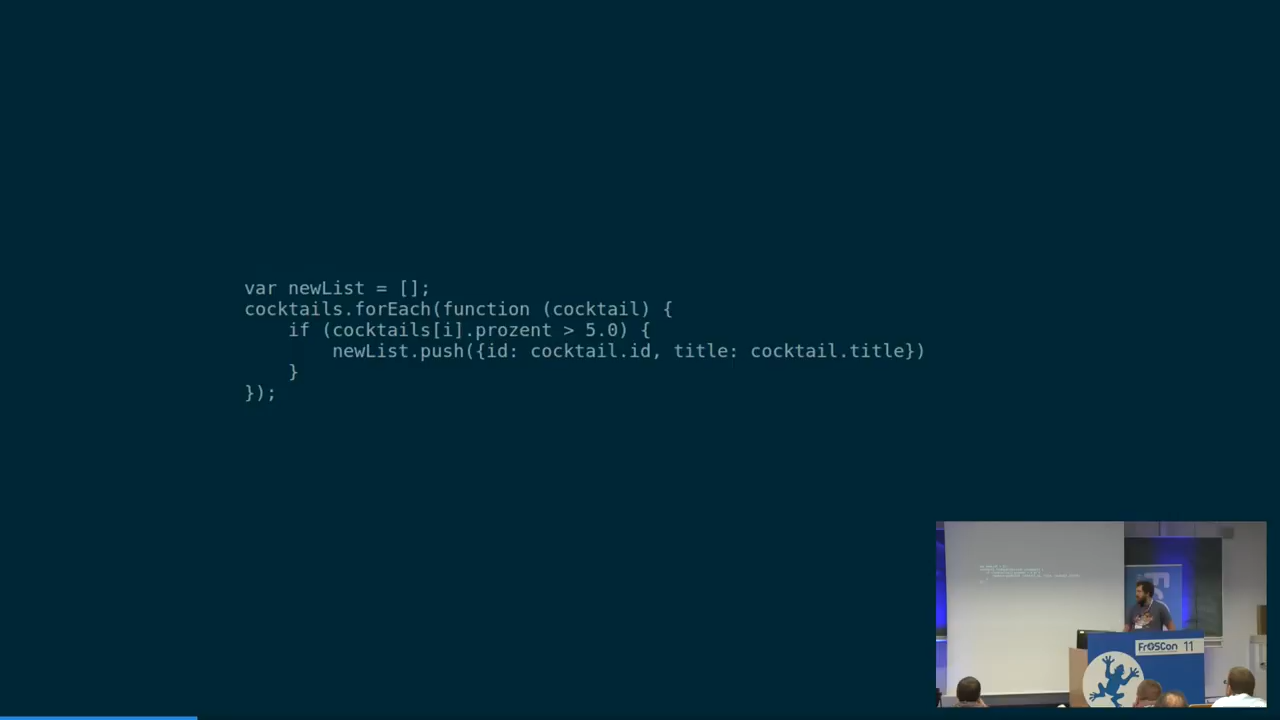 var newList = [];
cocktails.forEach(function (cocktail) {
    if (cocktails[i].prozent > 5.0) {
        newList.push({id: cocktail.id, title: cocktail.title})
    }
});
FrOSCon 11